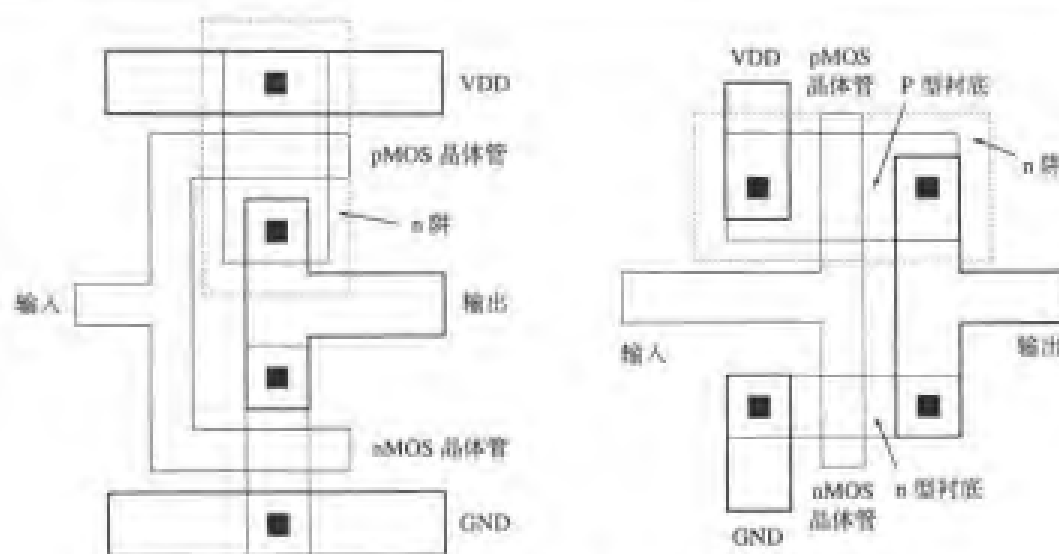 VDD
pMOS 晶体管
n 阱
输入
输出
nMOS 晶体管
GND
VDD
pMOS
晶体管
P 型衬底
n 阱
输入
输出
nMOS
晶体管
n 型衬底
GND